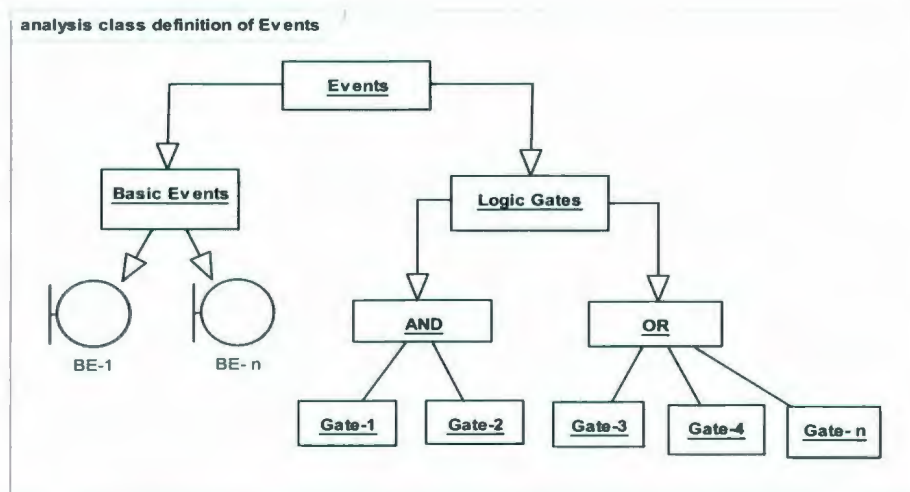 analysis class definition of Events
Events
Basic Events
Logic Gates
BE-1
BE- n
AND
OR
Gate-1
Gate-2
Gate-3
Gate-4
Gate- n